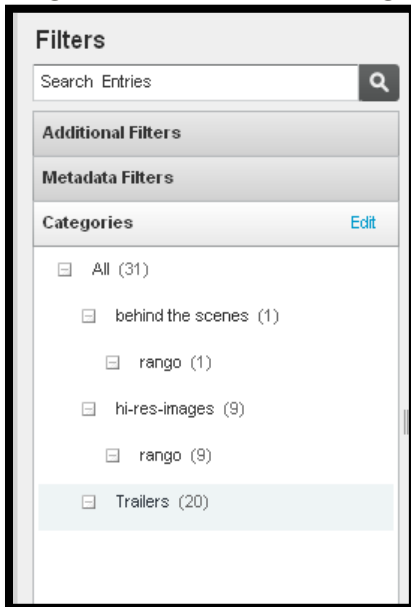 Filters
Search Entries
Additional Filters
Metadata Filters
Categories Edit
All (31)
behind the scenes (1)
rango (1)
hi-res-images (9)
rango (9)
Trailers (20)